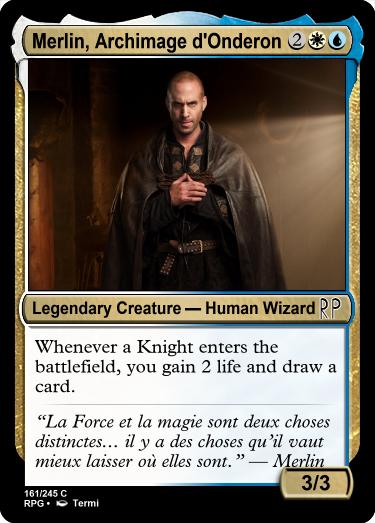 Merlin, Archimage d'Onderon 2
Legendary Creature — Human Wizard RP
Whenever a Knight enters the
battlefield, you gain 2 life and draw a
card.
“La Force et la magie sont deux choses
distinctes… il y a des choses qu’il vaut
mieux laisser où elles sont.” — Merlin
3/3
161/245 C
RPG • Termi